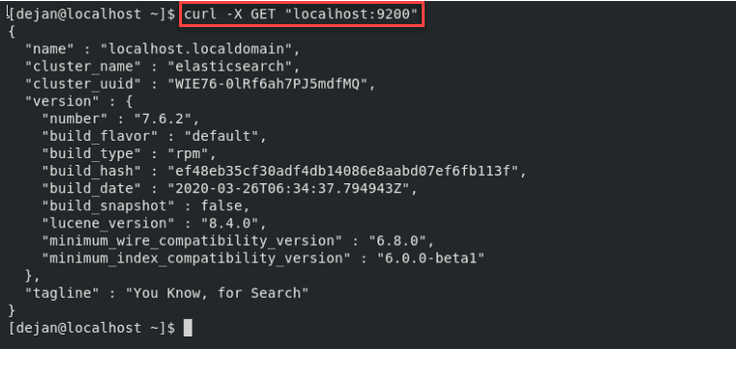 [dejan@localhost ~]$ curl -X GET "localhost:9200"
{
  "name" : "localhost.localdomain",
  "cluster_name" : "elasticsearch",
  "cluster_uuid" : "WIE76-0lRf6ah7PJ5mdfMQ",
  "version" : {
    "number" : "7.6.2",
    "build_flavor" : "default",
    "build_type" : "rpm",
    "build_hash" : "ef48eb35cf30adf4db14086e8aabd07ef6fb113f",
    "build_date" : "2020-03-26T06:34:37.794943Z",
    "build_snapshot" : false,
    "lucene_version" : "8.4.0",
    "minimum_wire_compatibility_version" : "6.8.0",
    "minimum_index_compatibility_version" : "6.0.0-beta1"
  },
  "tagline" : "You Know, for Search"
}
[dejan@localhost ~]$